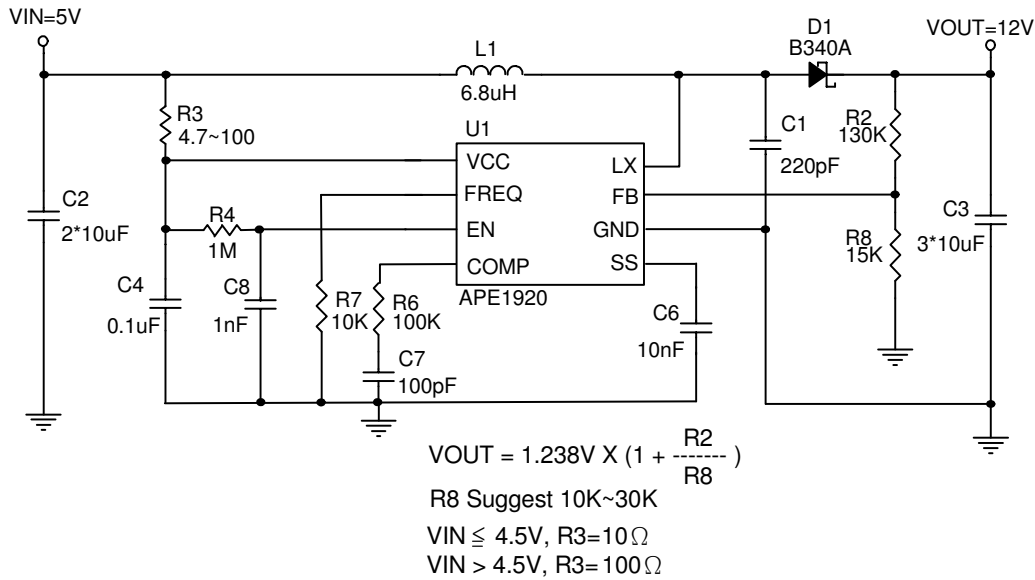 VIN=5V
L1
6.8uH
D1
B340A
VOUT=12V
R3
4.7~100
U1
VCC
FREQ
EN
COMP
LX
FB
GND
SS
APE1920
C1
220pF
R2
130K
C2
2*10uF
R4
1M
C3
3*10uF
R8
15K
C4
0.1uF
C8
1nF
R7
10K
R6
100K
C7
100pF
C6
10nF
VOUT = 1.238V X (1 + R2
------- )
R8
R8 Suggest 10K~30K
VIN ≦ 4.5V, R3=10Ω
VIN > 4.5V, R3=100Ω